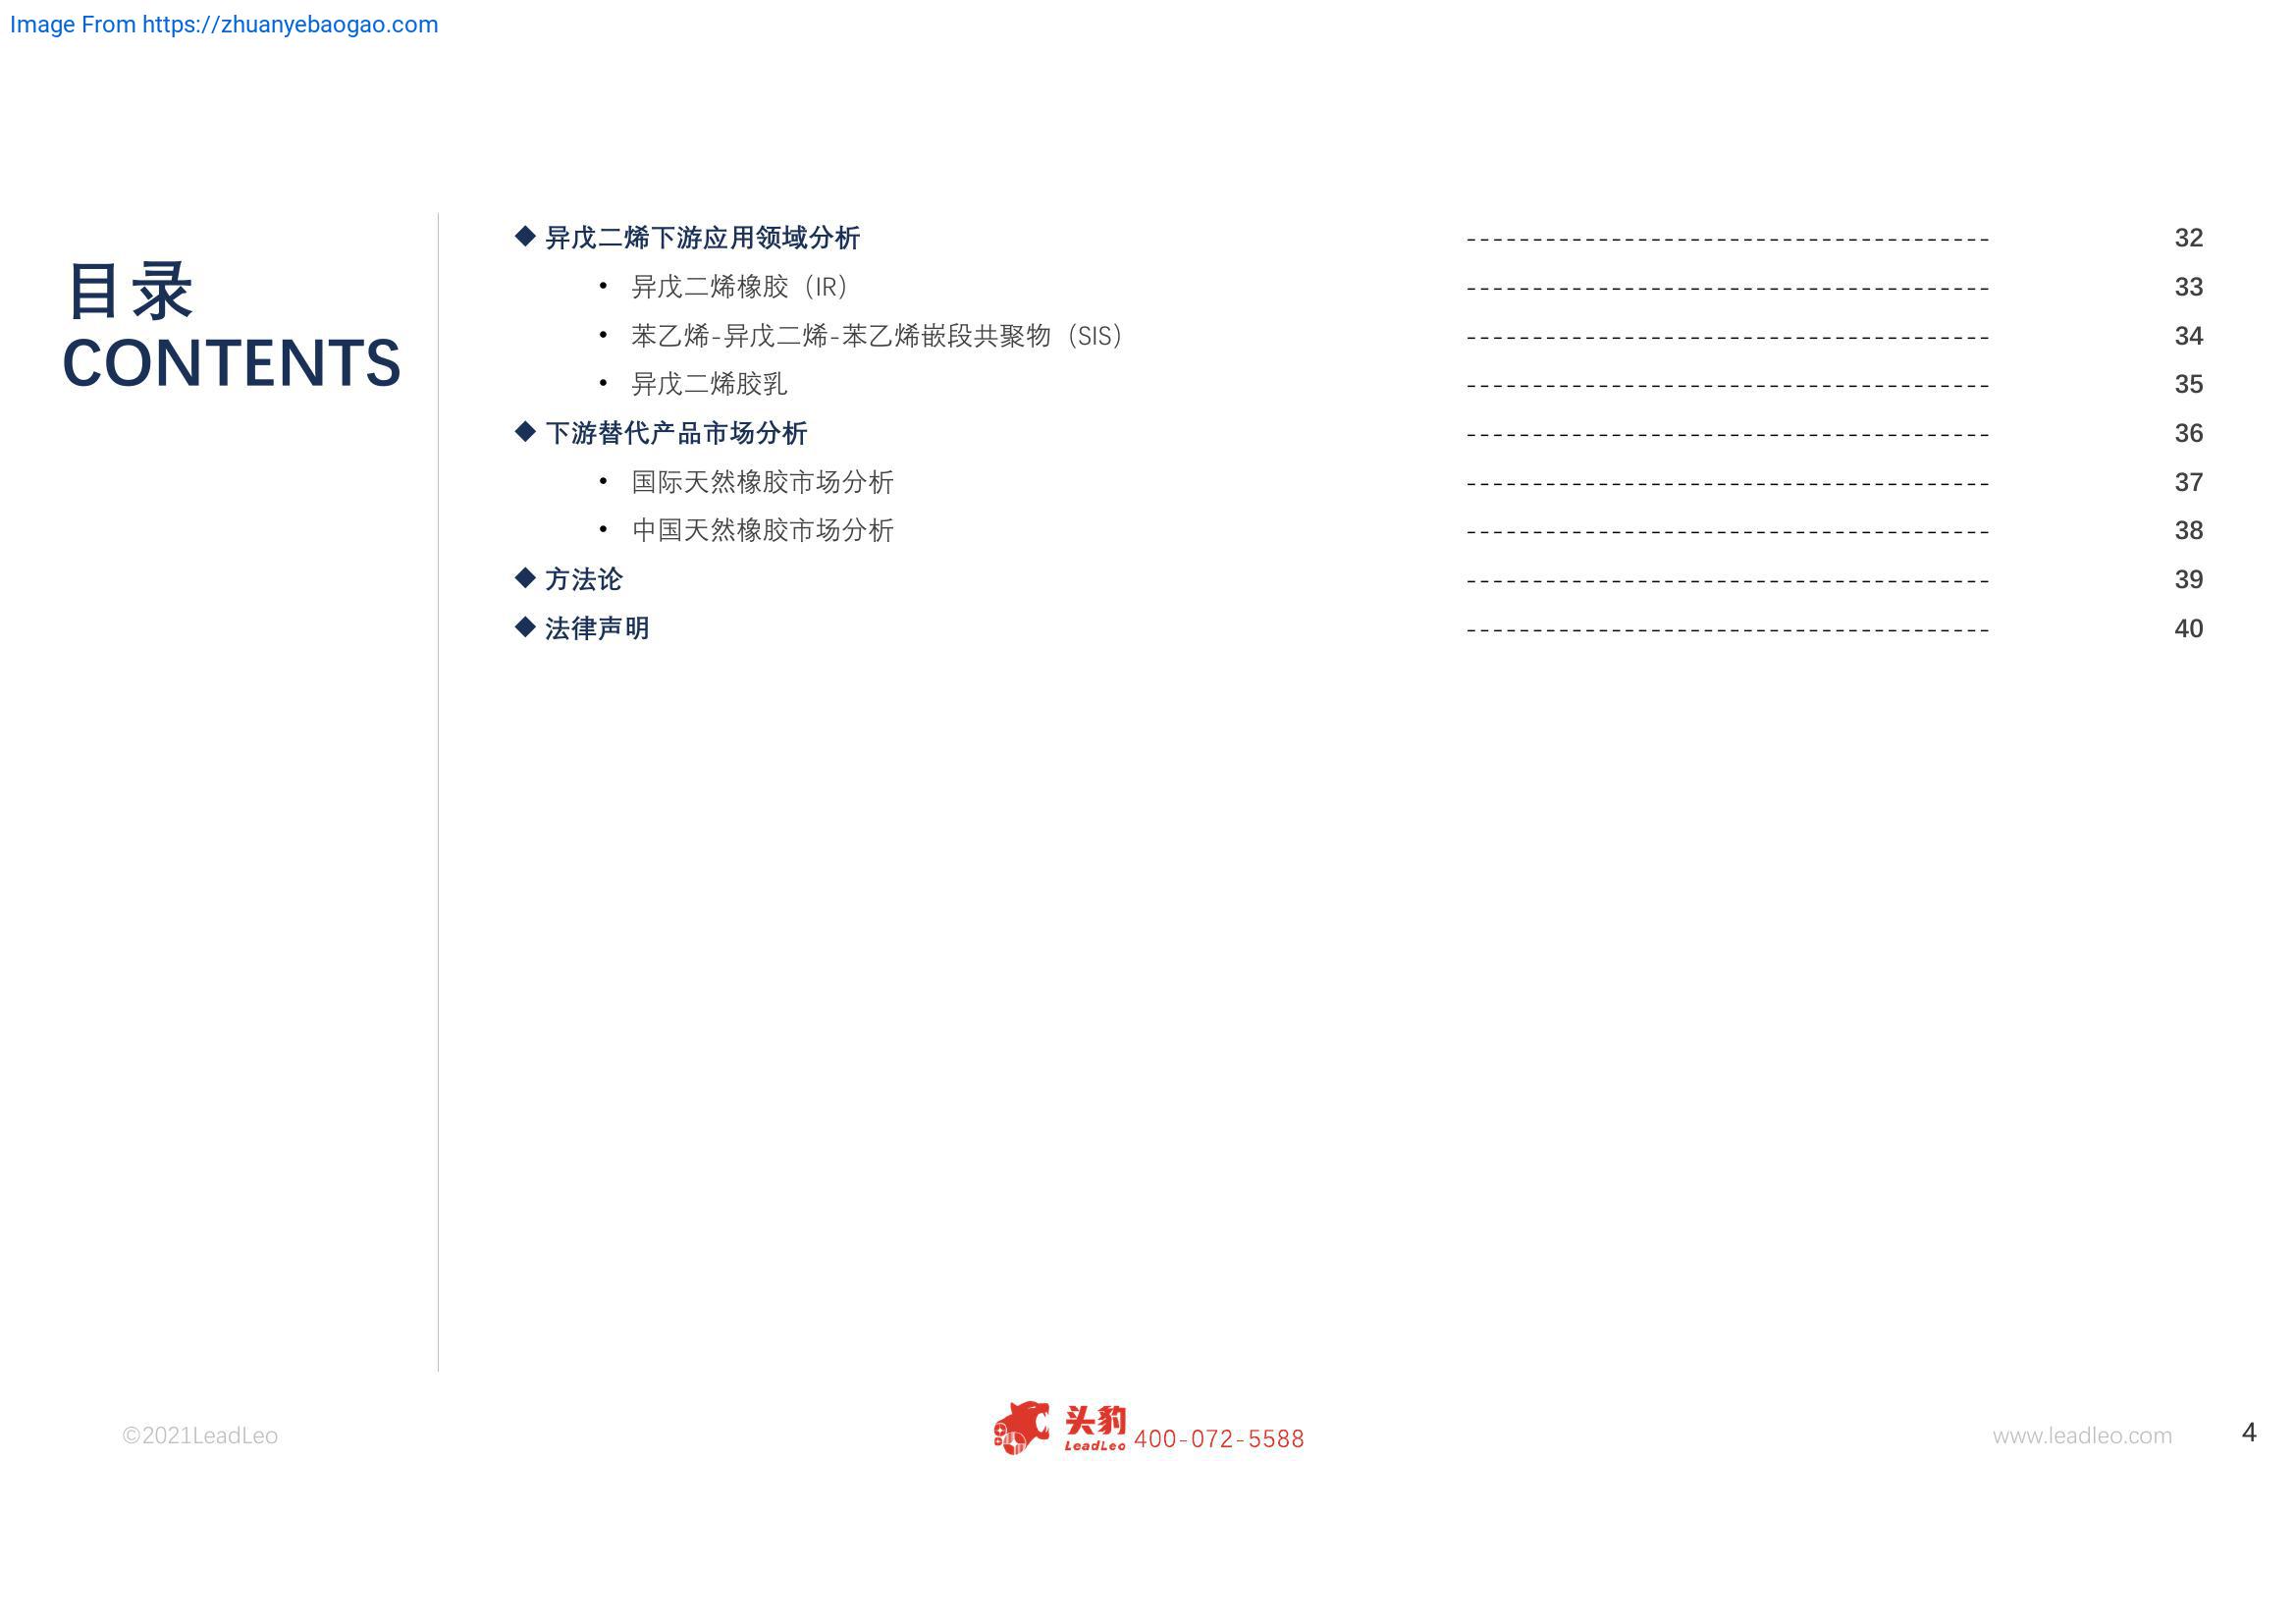 Image From https://zhuanyebaogao.com
目录
CONTENTS
◆ 异戊二烯下游应用领域分析 ---------------------------------------- 32
• 异戊二烯橡胶（IR） ---------------------------------------- 33
• 苯乙烯-异戊二烯-苯乙烯嵌段共聚物（SIS） ---------------------------------------- 34
• 异戊二烯胶乳 ---------------------------------------- 35
◆ 下游替代产品市场分析 ---------------------------------------- 36
• 国际天然橡胶市场分析 ---------------------------------------- 37
• 中国天然橡胶市场分析 ---------------------------------------- 38
◆ 方法论 ---------------------------------------- 39
◆ 法律声明 ---------------------------------------- 40
©2021LeadLeo
头豹
LeadLeo 400-072-5588
www.leadleo.com 4